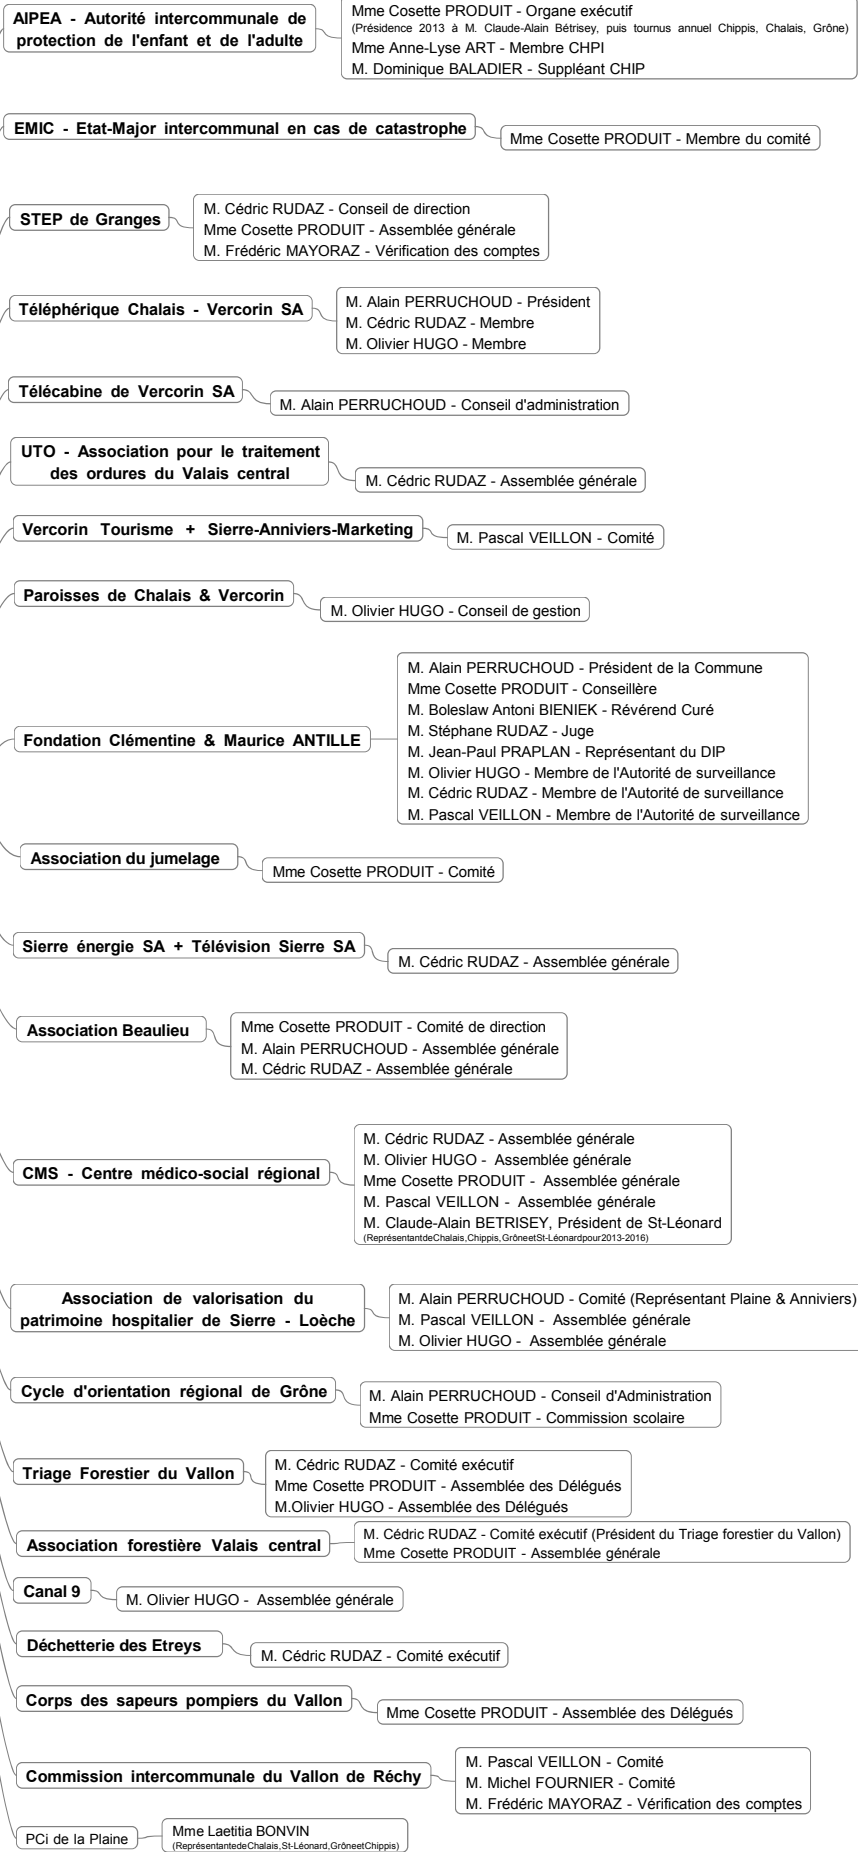 AIPEA - Autorité intercommunale de
protection de l'enfant et de l'adulte
Mme Cosette PRODUIT - Organe exécutif
(Présidence 2013 à M. Claude-Alain Bétrisey, puis tournus annuel Chippis, Chalais, Grône)
Mme Anne-Lyse ART - Membre CHPI
M. Dominique BALADIER - Suppléant CHIP
EMIC - Etat-Major intercommunal en cas de catastrophe
Mme Cosette PRODUIT - Membre du comité
STEP de Granges
M. Cédric RUDAZ - Conseil de direction
Mme Cosette PRODUIT - Assemblée générale
M. Frédéric MAYORAZ - Vérification des comptes
Téléphérique Chalais - Vercorin SA
M. Alain PERRUCHOUD - Président
M. Cédric RUDAZ - Membre
M. Olivier HUGO - Membre
Télécabine de Vercorin SA
M. Alain PERRUCHOUD - Conseil d'administration
UTO - Association pour le traitement
des ordures du Valais central
M. Cédric RUDAZ - Assemblée générale
Vercorin Tourisme + Sierre-Anniviers-Marketing
M. Pascal VEILLON - Comité
Paroisses de Chalais & Vercorin
M. Olivier HUGO - Conseil de gestion
Fondation Clémentine & Maurice ANTILLE
M. Alain PERRUCHOUD - Président de la Commune
Mme Cosette PRODUIT - Conseillère
M. Boleslaw Antoni BIENIEK - Révérend Curé
M. Stéphane RUDAZ - Juge
M. Jean-Paul PRAPLAN - Représentant du DIP
M. Olivier HUGO - Membre de l'Autorité de surveillance
M. Cédric RUDAZ - Membre de l'Autorité de surveillance
M. Pascal VEILLON - Membre de l'Autorité de surveillance
Association du jumelage
Mme Cosette PRODUIT - Comité
Sierre énergie SA + Télévision Sierre SA
M. Cédric RUDAZ - Assemblée générale
Association Beaulieu
Mme Cosette PRODUIT - Comité de direction
M. Alain PERRUCHOUD - Assemblée générale
M. Cédric RUDAZ - Assemblée générale
CMS - Centre médico-social régional
M. Cédric RUDAZ - Assemblée générale
M. Olivier HUGO - Assemblée générale
Mme Cosette PRODUIT - Assemblée générale
M. Pascal VEILLON - Assemblée générale
M. Claude-Alain BETRISEY, Président de St-Léonard
(ReprésentantdeChalais,Chippis,GrôneetSt-Léonardpour2013-2016)
Association de valorisation du
patrimoine hospitalier de Sierre - Loèche
M. Alain PERRUCHOUD - Comité (Représentant Plaine & Anniviers)
M. Pascal VEILLON - Assemblée générale
M. Olivier HUGO - Assemblée générale
Cycle d'orientation régional de Grône
M. Alain PERRUCHOUD - Conseil d'Administration
Mme Cosette PRODUIT - Commission scolaire
Triage Forestier du Vallon
M. Cédric RUDAZ - Comité exécutif
Mme Cosette PRODUIT - Assemblée des Délégués
M.Olivier HUGO - Assemblée des Délégués
Association forestière Valais central
M. Cédric RUDAZ - Comité exécutif (Président du Triage forestier du Vallon)
Mme Cosette PRODUIT - Assemblée générale
Canal 9
M. Olivier HUGO - Assemblée générale
Déchetterie des Etreys
M. Cédric RUDAZ - Comité exécutif
Corps des sapeurs pompiers du Vallon
Mme Cosette PRODUIT - Assemblée des Délégués
Commission intercommunale du Vallon de Réchy
M. Pascal VEILLON - Comité
M. Michel FOURNIER - Comité
M. Frédéric MAYORAZ - Vérification des comptes
PCi de la Plaine
Mme Laetitia BONVIN
(ReprésentantedeChalais,St-Léonard,GrôneetChippis)